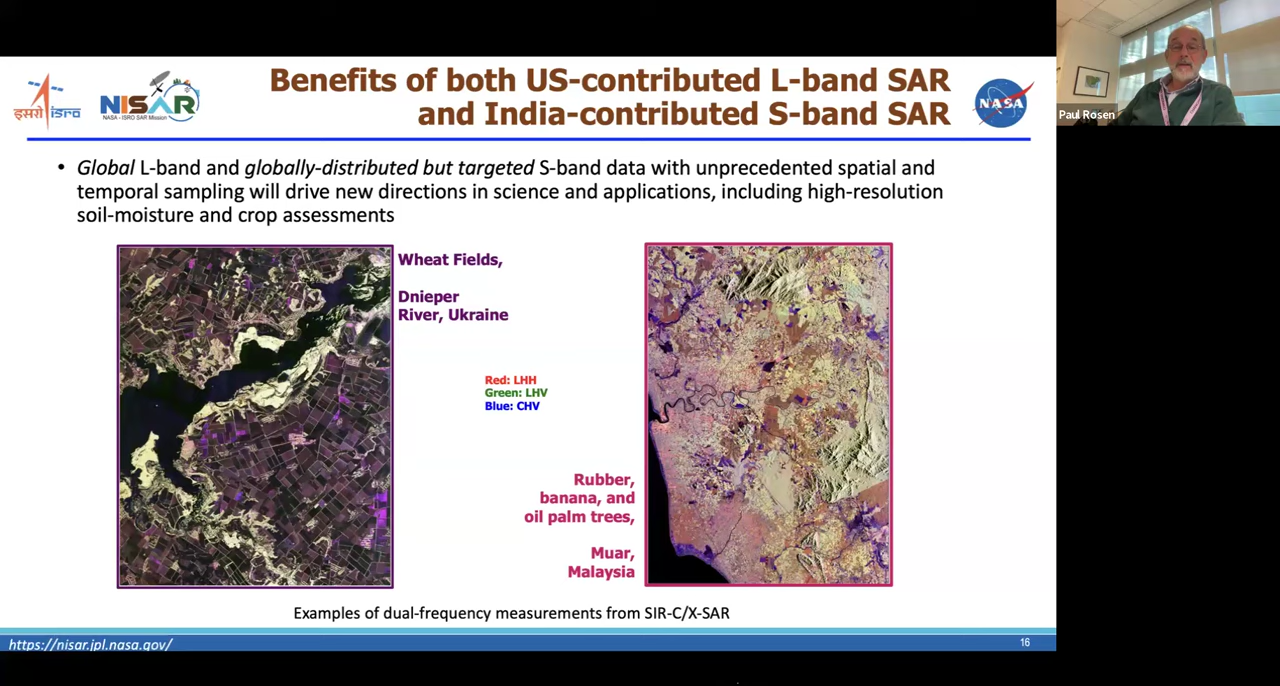 Benefits of both US-contributed L-band SAR
and India-contributed S-band SAR
इसरो isro
NISAR
NASA - ISRO SAR Mission
NASA
Paul Rosen
• Global L-band and globally-distributed but targeted S-band data with unprecedented spatial and
temporal sampling will drive new directions in science and applications, including high-resolution
soil-moisture and crop assessments
Wheat Fields,
Dnieper
River, Ukraine
Red: LHH
Green: LHV
Blue: CHV
Rubber,
banana, and
oil palm trees,
Muar,
Malaysia
Examples of dual-frequency measurements from SIR-C/X-SAR
https://nisar.jpl.nasa.gov/
16